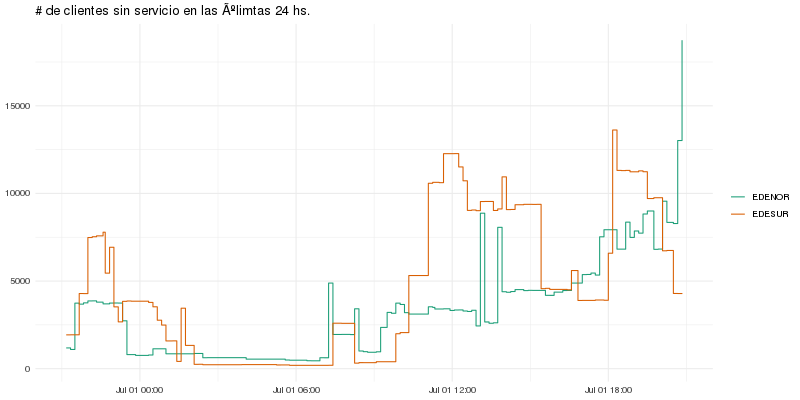 # de clientes sin servicio en las Ãºlimtas 24 hs.
15000
10000
5000
0
Jul 01 00:00
Jul 01 06:00
Jul 01 12:00
Jul 01 18:00
EDENOR
EDESUR